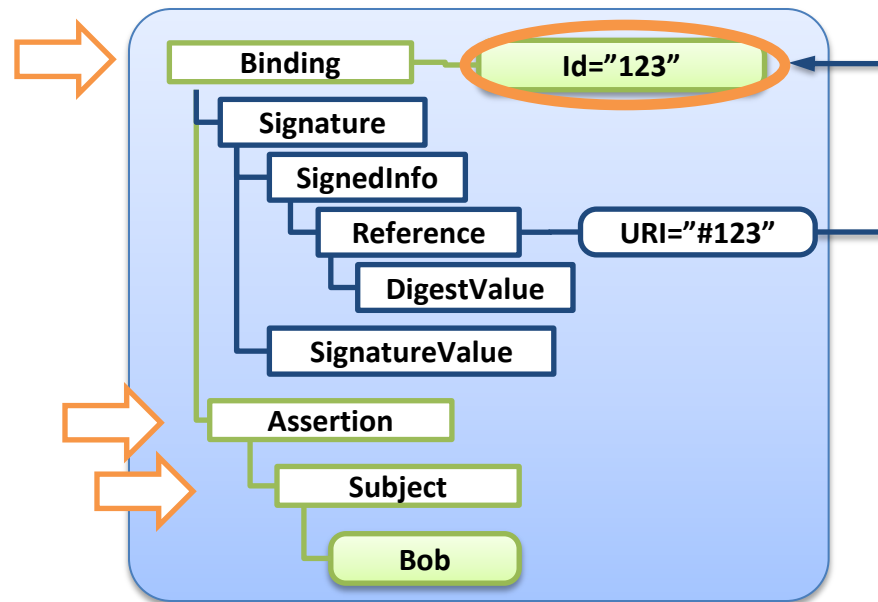 Binding
Id=”123”
Signature
SignedInfo
Reference
URI=”#123”
DigestValue
SignatureValue
Assertion
Subject
Bob